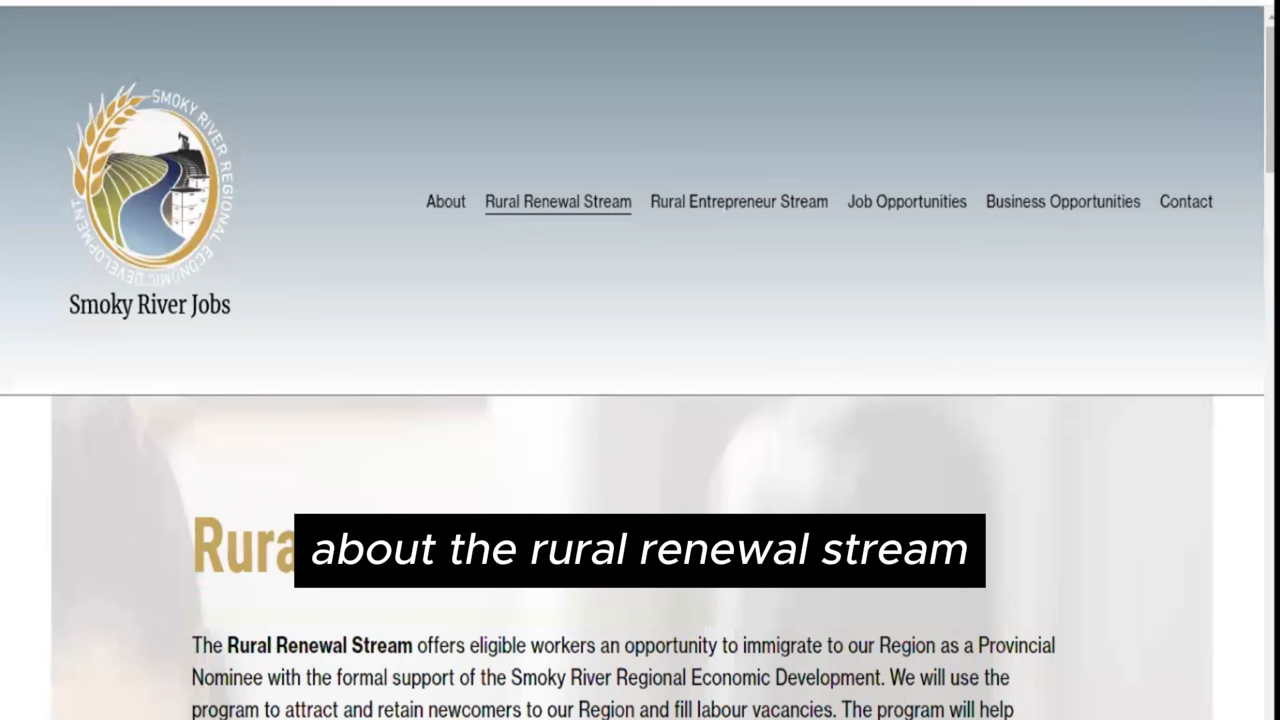 SMOKY RIVER REGIONAL ECONOMIC DEVELOPMENT
Smoky River Jobs
About Rural Renewal Stream Rural Entrepreneur Stream Job Opportunities Business Opportunities Contact
about the rural renewal stream
The Rural Renewal Stream offers eligible workers an opportunity to immigrate to our Region as a Provincial
Nominee with the formal support of the Smoky River Regional Economic Development. We will use the
program to attract and retain newcomers to our Region and fill labour vacancies. The program will help